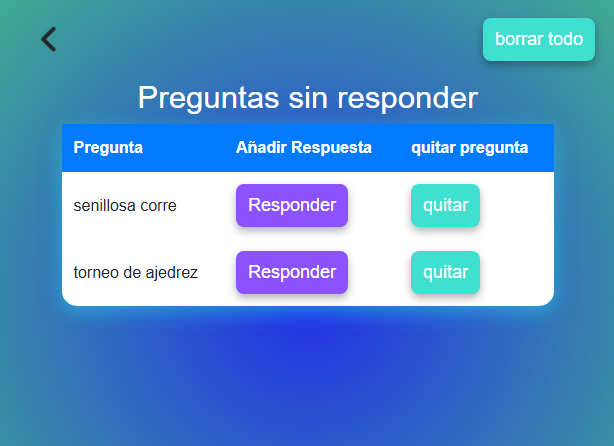 borrar todo
Preguntas sin responder
Pregunta Añadir Respuesta quitar pregunta
senillosa corre Responder quitar
torneo de ajedrez Responder quitar